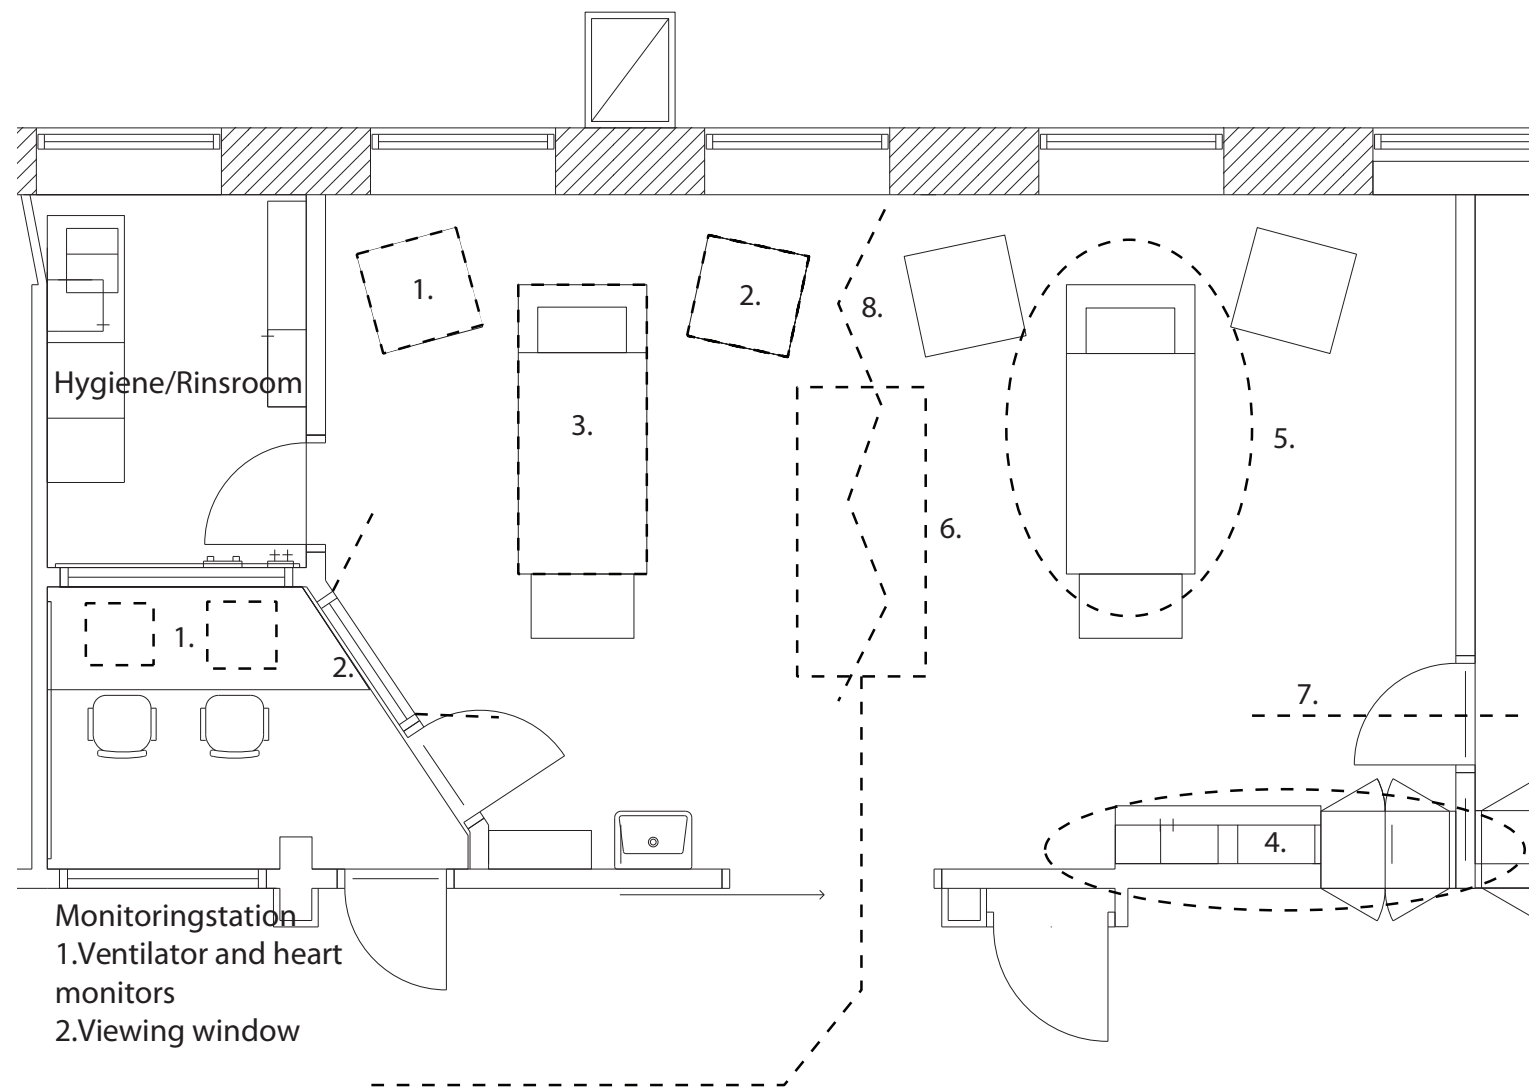 1.
2.
8.
Hygiene/Rinsroom
3.
5.
6.
1.
2.
7.
4.
Monitoringstation
1.Ventilator and heart
monitors
2.Viewing window